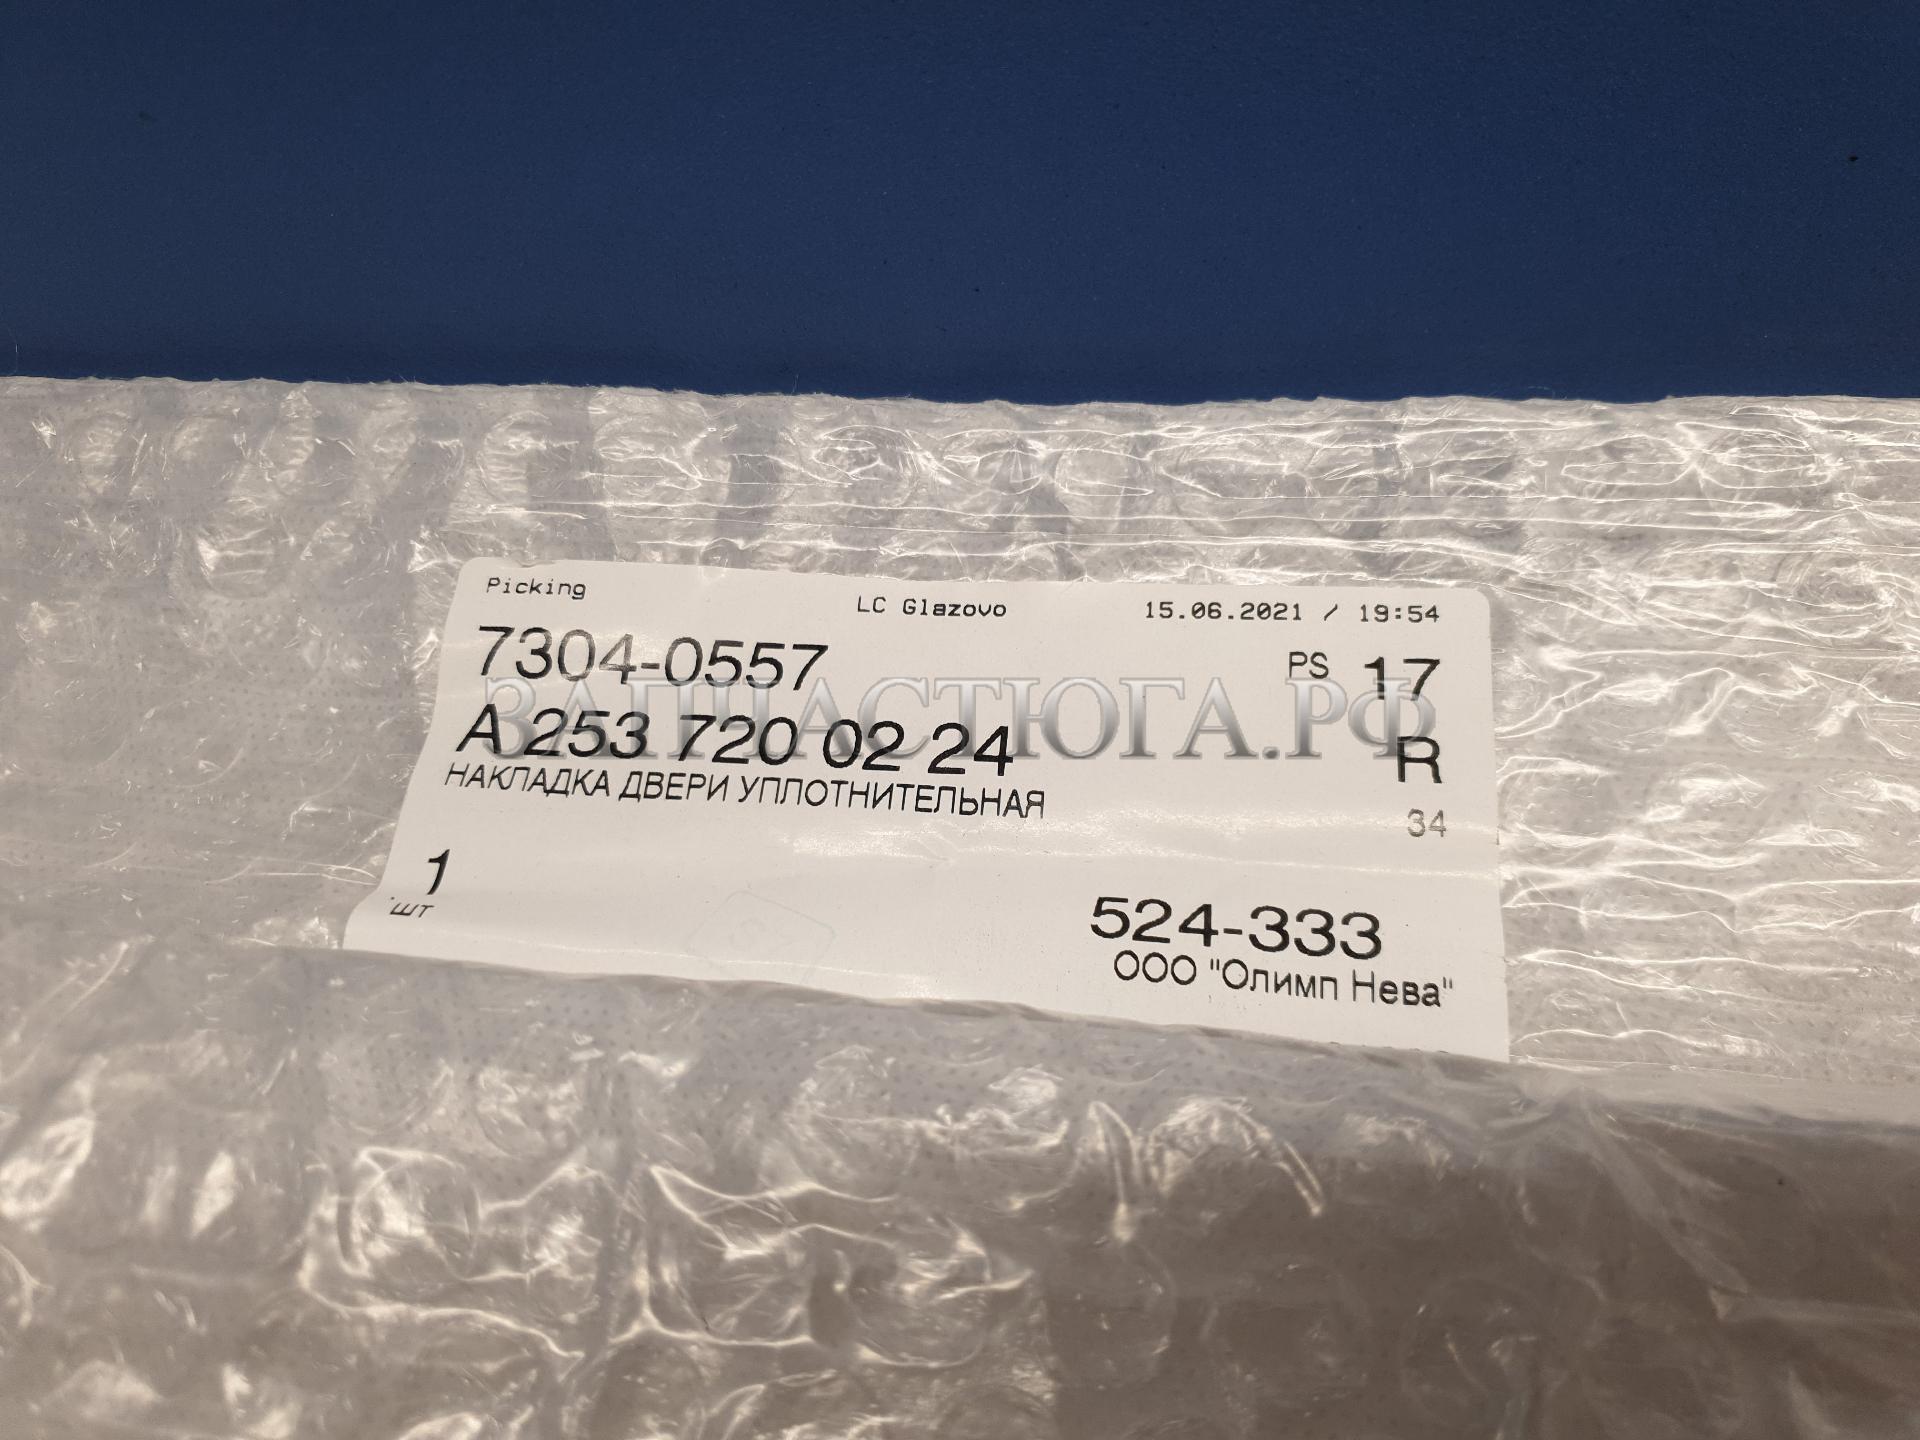 Picking
LC Glazovo
15.06.2021 / 19:54
7304-0557
PS 17
ЗАПЧАСТЮГА.РФ
A 253 720 02 24
R
НАКЛАДКА ДВЕРИ УПЛОТНИТЕЛЬНАЯ
34
1
шт
524-333
ООО "Олимп Нева"